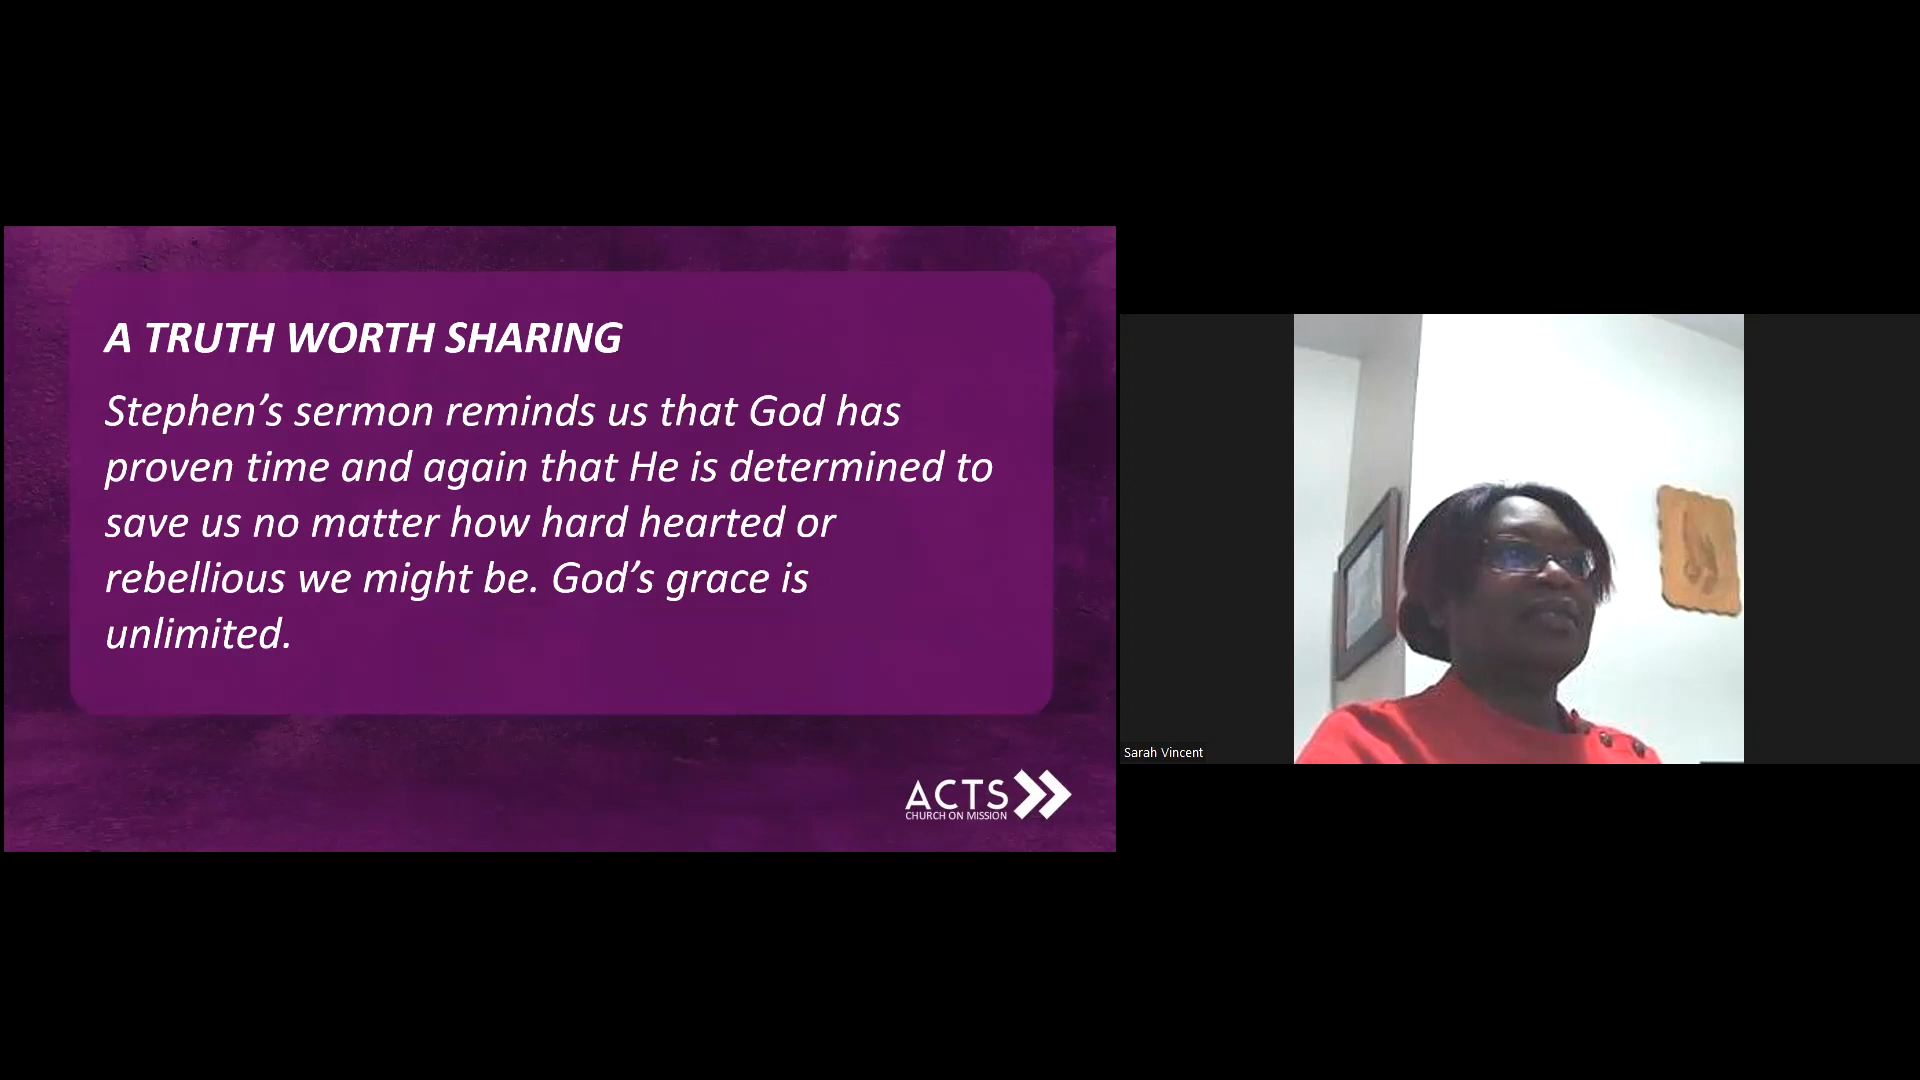 A TRUTH WORTH SHARING
Stephen’s sermon reminds us that God has
proven time and again that He is determined to
save us no matter how hard hearted or
rebellious we might be. God’s grace is
unlimited.
ACTS
CHURCH ON MISSION
Sarah Vincent